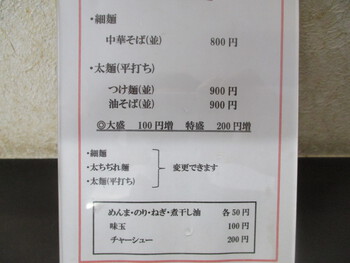 ・細麺
中華そば(並) 800円
・太麺(平打ち)
つけ麺(並) 900円
油そば(並) 900円
◎大盛 100円増 特盛 200円増
・細麺
・太ちぢれ麺 変更できます
・太麺(平打ち)
めんま・のり・ねぎ・煮干し油 各50円
味玉 100円
チャーシュー 200円